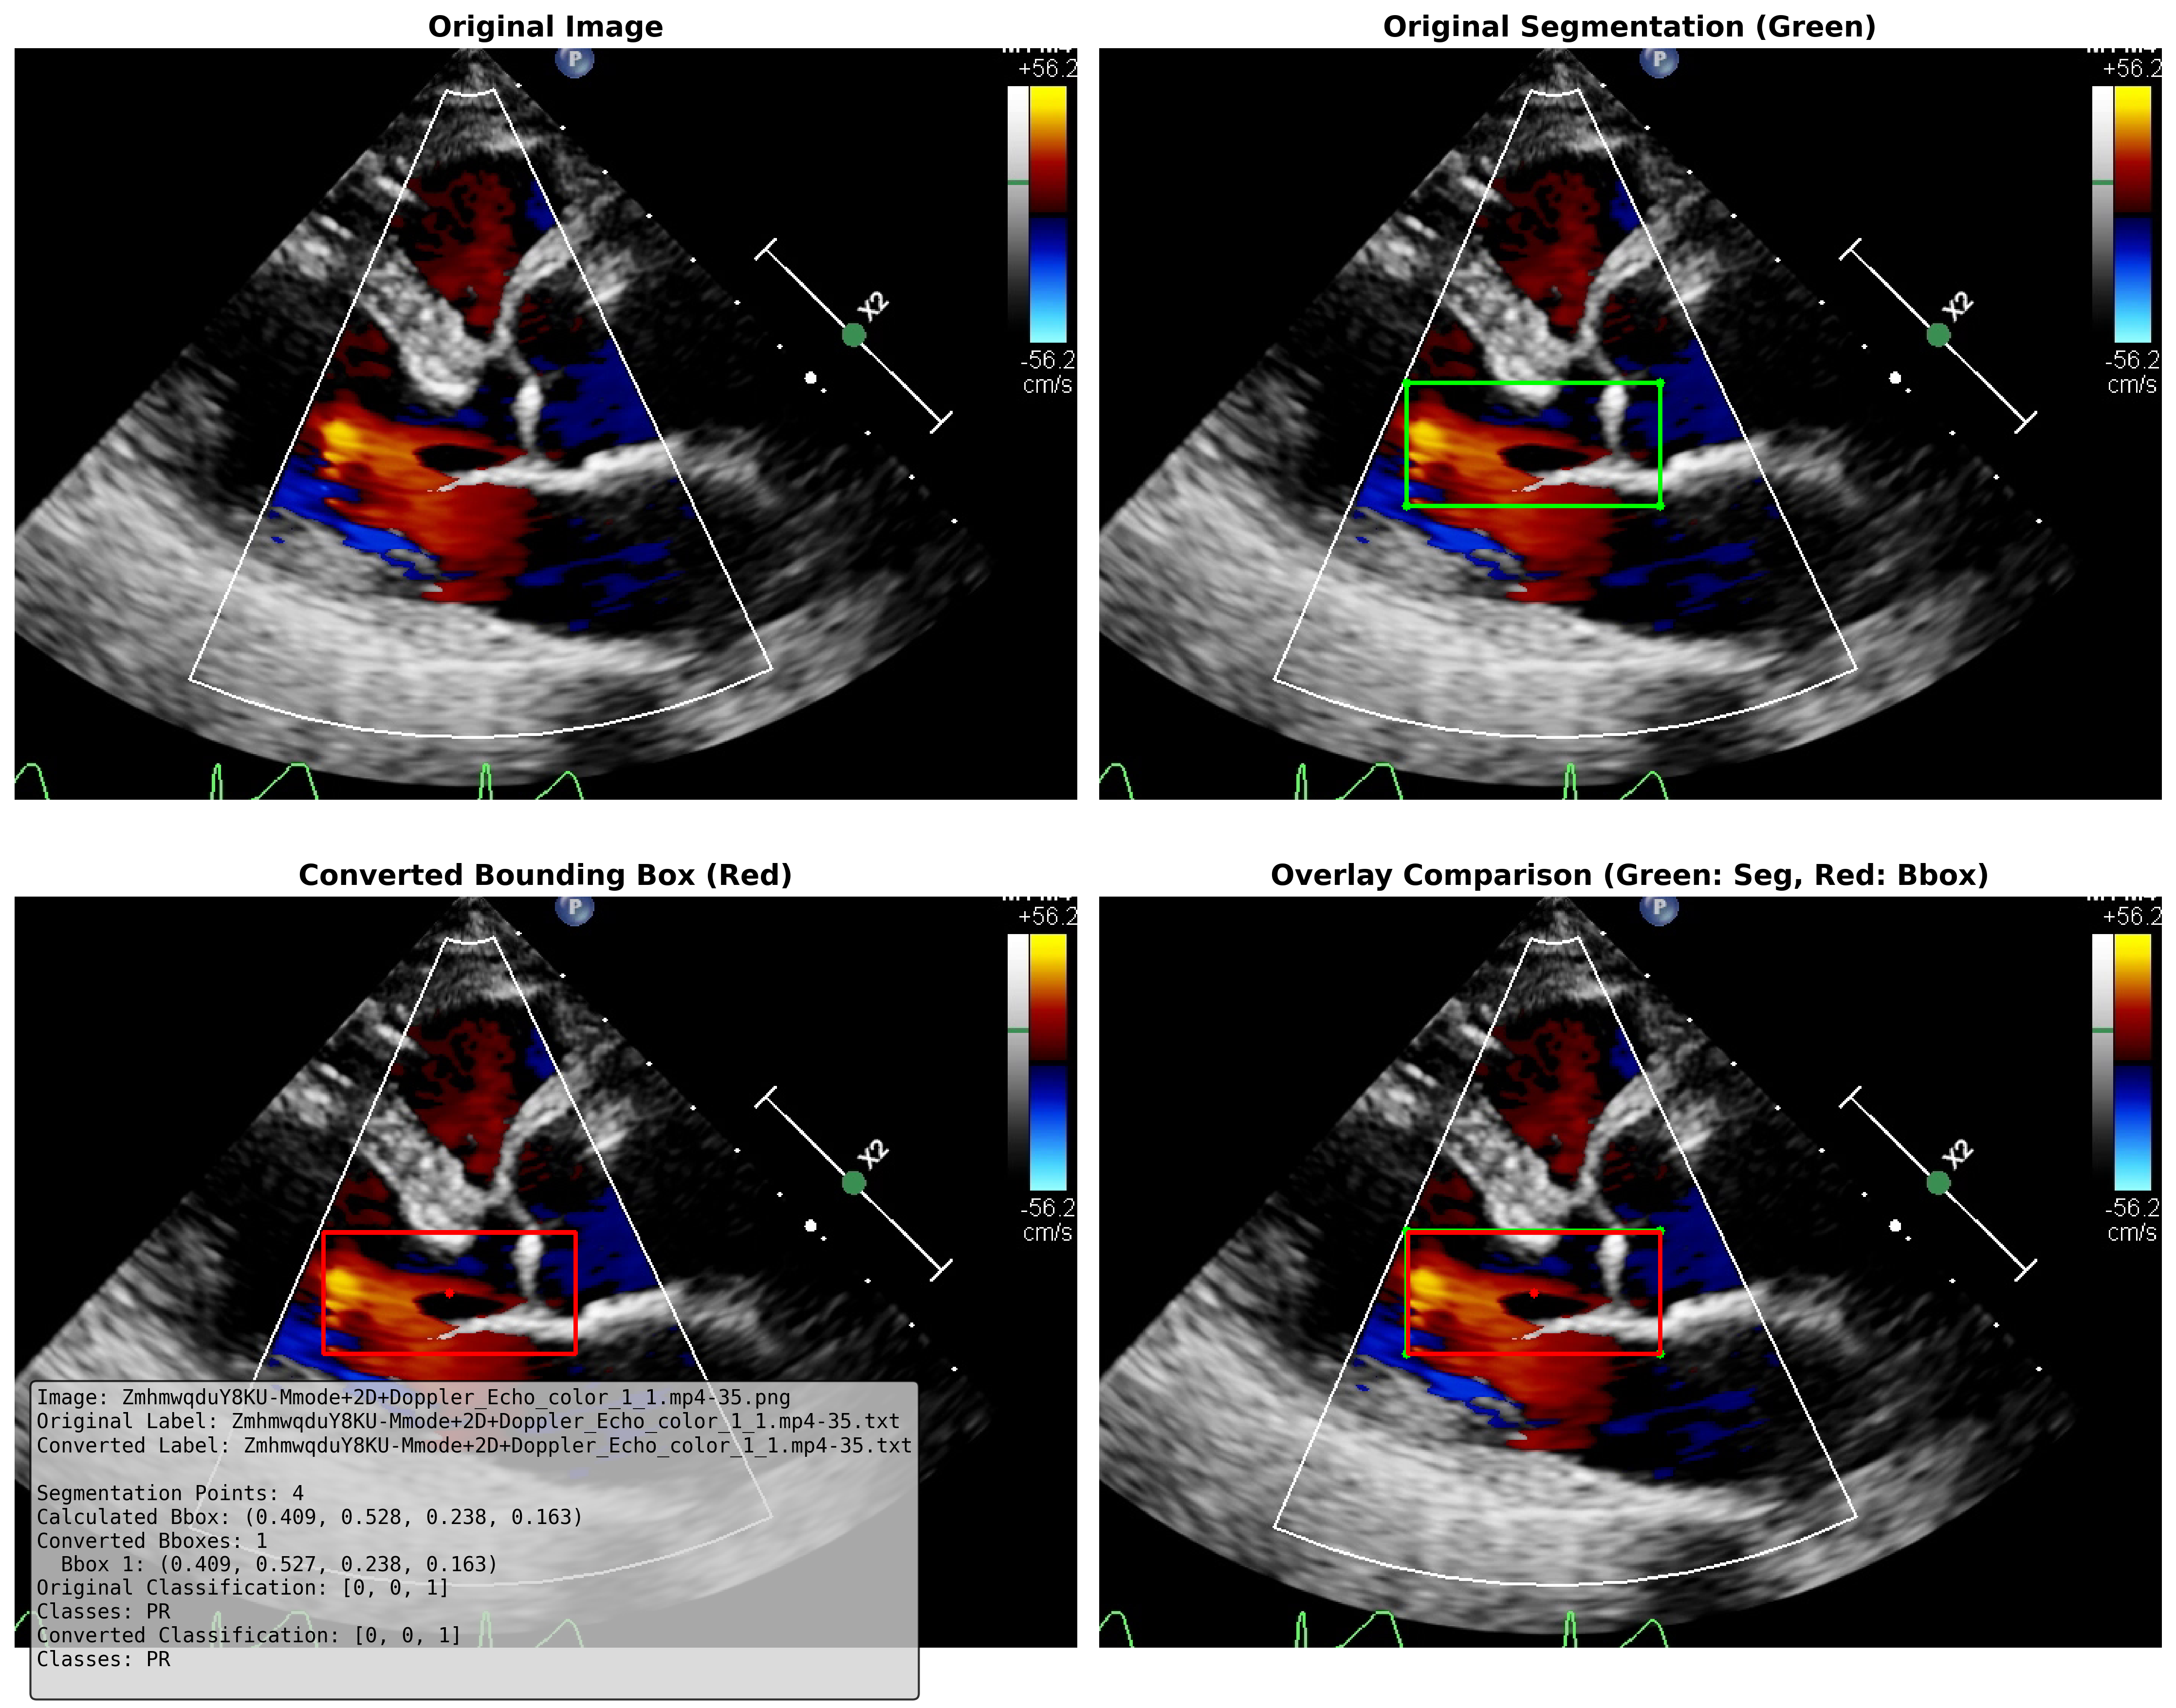 Original Image
P
+56.2
-56.2
cm/s
X2
Original Segmentation (Green)
P
+56.2
-56.2
cm/s
X2
Converted Bounding Box (Red)
P
+56.2
-56.2
cm/s
X2
Image: ZmhmwqduY8KU-Mmode+2D+Doppler_Echo_color_1_1.mp4-35.png
Original Label: ZmhmwqduY8KU-Mmode+2D+Doppler_Echo_color_1_1.mp4-35.txt
Converted Label: ZmhmwqduY8KU-Mmode+2D+Doppler_Echo_color_1_1.mp4-35.txt
Segmentation Points: 4
Calculated Bbox: (0.409, 0.528, 0.238, 0.163)
Converted Bboxes: 1
Bbox 1: (0.409, 0.527, 0.238, 0.163)
Original Classification: [0, 0, 1]
Classes: PR
Converted Classification: [0, 0, 1]
Classes: PR
Overlay Comparison (Green: Seg, Red: Bbox)
P
+56.2
-56.2
cm/s
X2